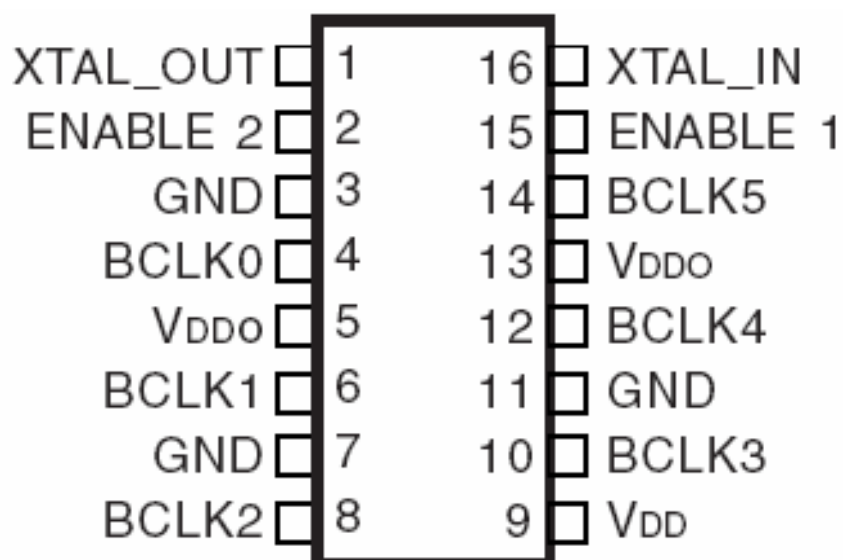 XTAL_OUT 1 16 XTAL_IN
ENABLE 2 2 15 ENABLE 1
GND 3 14 BCLK5
BCLK0 4 13 VDDO
VDDO 5 12 BCLK4
BCLK1 6 11 GND
GND 7 10 BCLK3
BCLK2 8 9 VDD